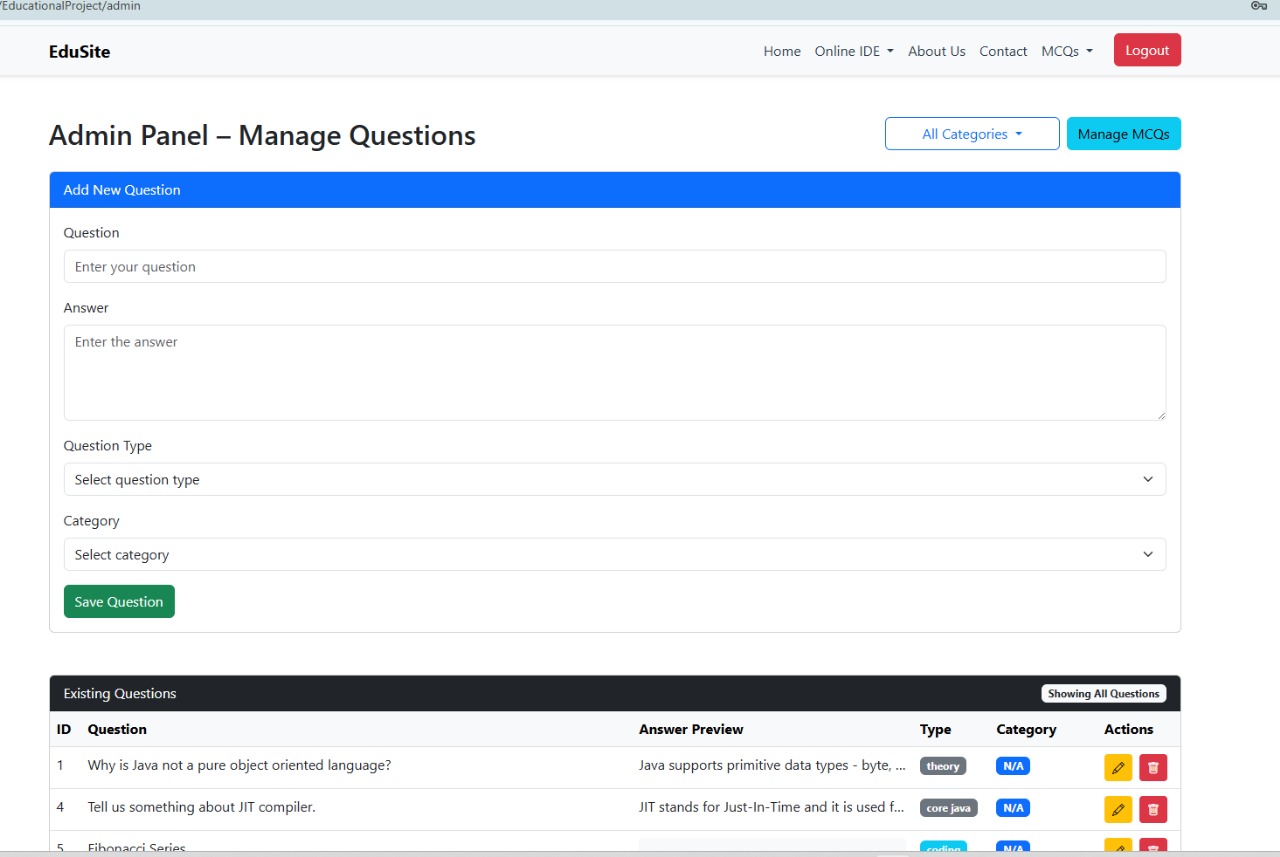 /EducationalProject/admin
EduSite Home Online IDE About Us Contact MCQs Logout
Admin Panel – Manage Questions All Categories Manage MCQs
Add New Question
Question
Enter your question
Answer
Enter the answer
Question Type
Select question type
Category
Select category
Save Question
Existing Questions Showing All Questions
ID Question Answer Preview Type Category Actions
1 Why is Java not a pure object oriented language? Java supports primitive data types - byte, ... theory N/A
4 Tell us something about JIT compiler. JIT stands for Just-In-Time and it is used f... core java N/A
5 Fibonacci Series coding N/A